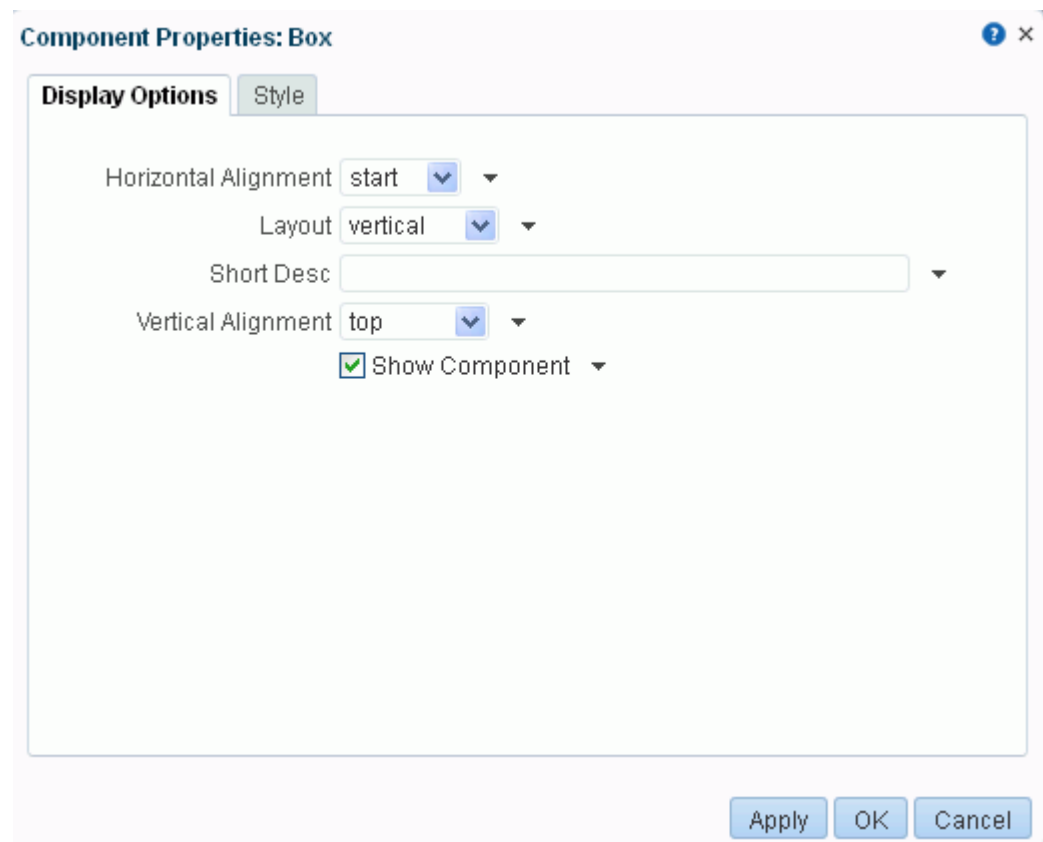 Component Properties: Box
Display Options Style
Horizontal Alignment start
Layout vertical
Short Desc
Vertical Alignment top
Show Component
Apply OK Cancel